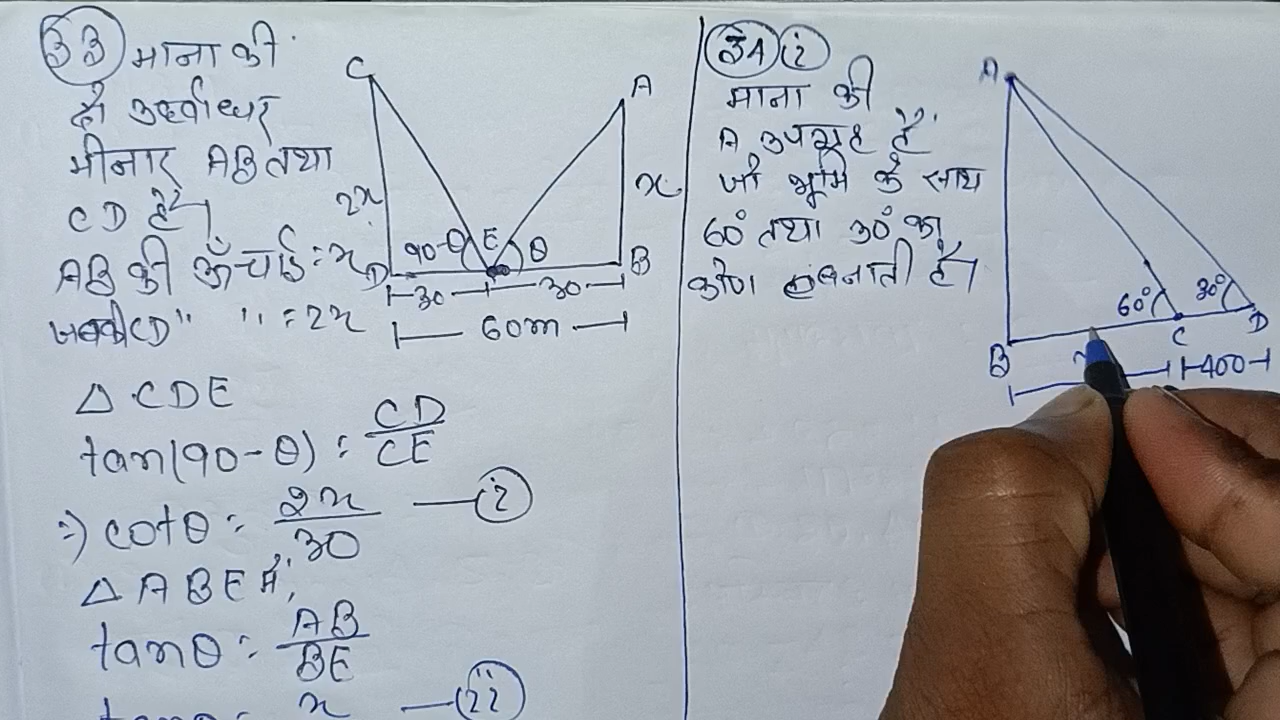 33 माना की
दो उर्ध्वाधर
मीनार AB तथा
CD है।
AB की ऊँचाई = x
जबकी CD " " = 2x
C
A
2x
x
90-θ E θ
D
B
30
30
60m
△ CDE
tan(90-θ) = CD/CE
⇒ cotθ = 2x/30 — (i)
△ ABE में,
tanθ = AB/BE
x — (ii)
34 (i)
माना की
A उपग्रह है
जो भूमि के साथ
60° तथा 30° का
कोण बनाती है।
A
60°
30°
B
C
D
400